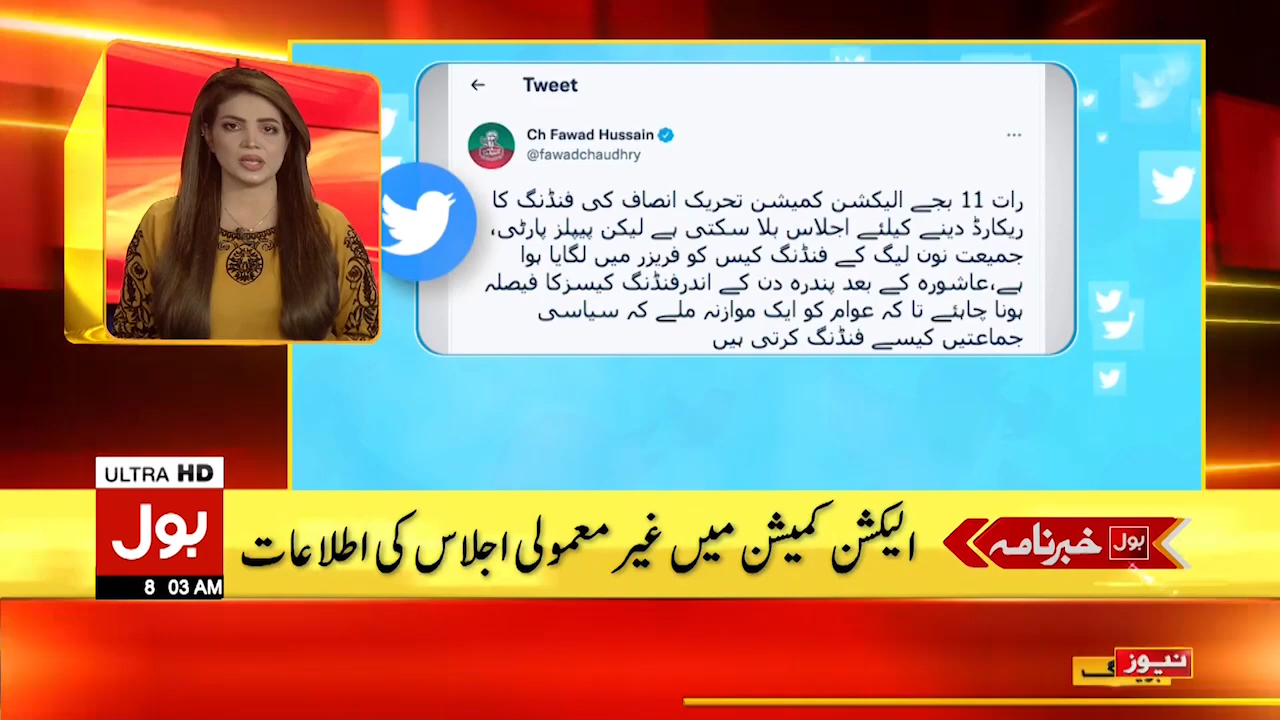 Tweet
Ch Fawad Hussain
@fawadchaudhry
رات 11 بجے الیکشن کمیشن تحریک انصاف کی فنڈنگ کا
ریکارڈ دینے کیلئے اجلاس بلا سکتی ہے لیکن پیپلز پارٹی،
جمیعت نون لیگ کے فنڈنگ کیس کو فریزر میں لگایا ہوا
ہے،عاشورہ کے بعد پندرہ دن کے اندرفنڈنگ کیسزکا فیصلہ
ہونا چاہئے تا کہ عوام کو ایک موازنہ ملے کہ سیاسی
جماعتیں کیسے فنڈنگ کرتی ہیں
ULTRA HD
بول
8 03 AM
الیکشن کمیشن میں غیر معمولی اجلاس کی اطلاعات
بول خبرنامہ
نیوز